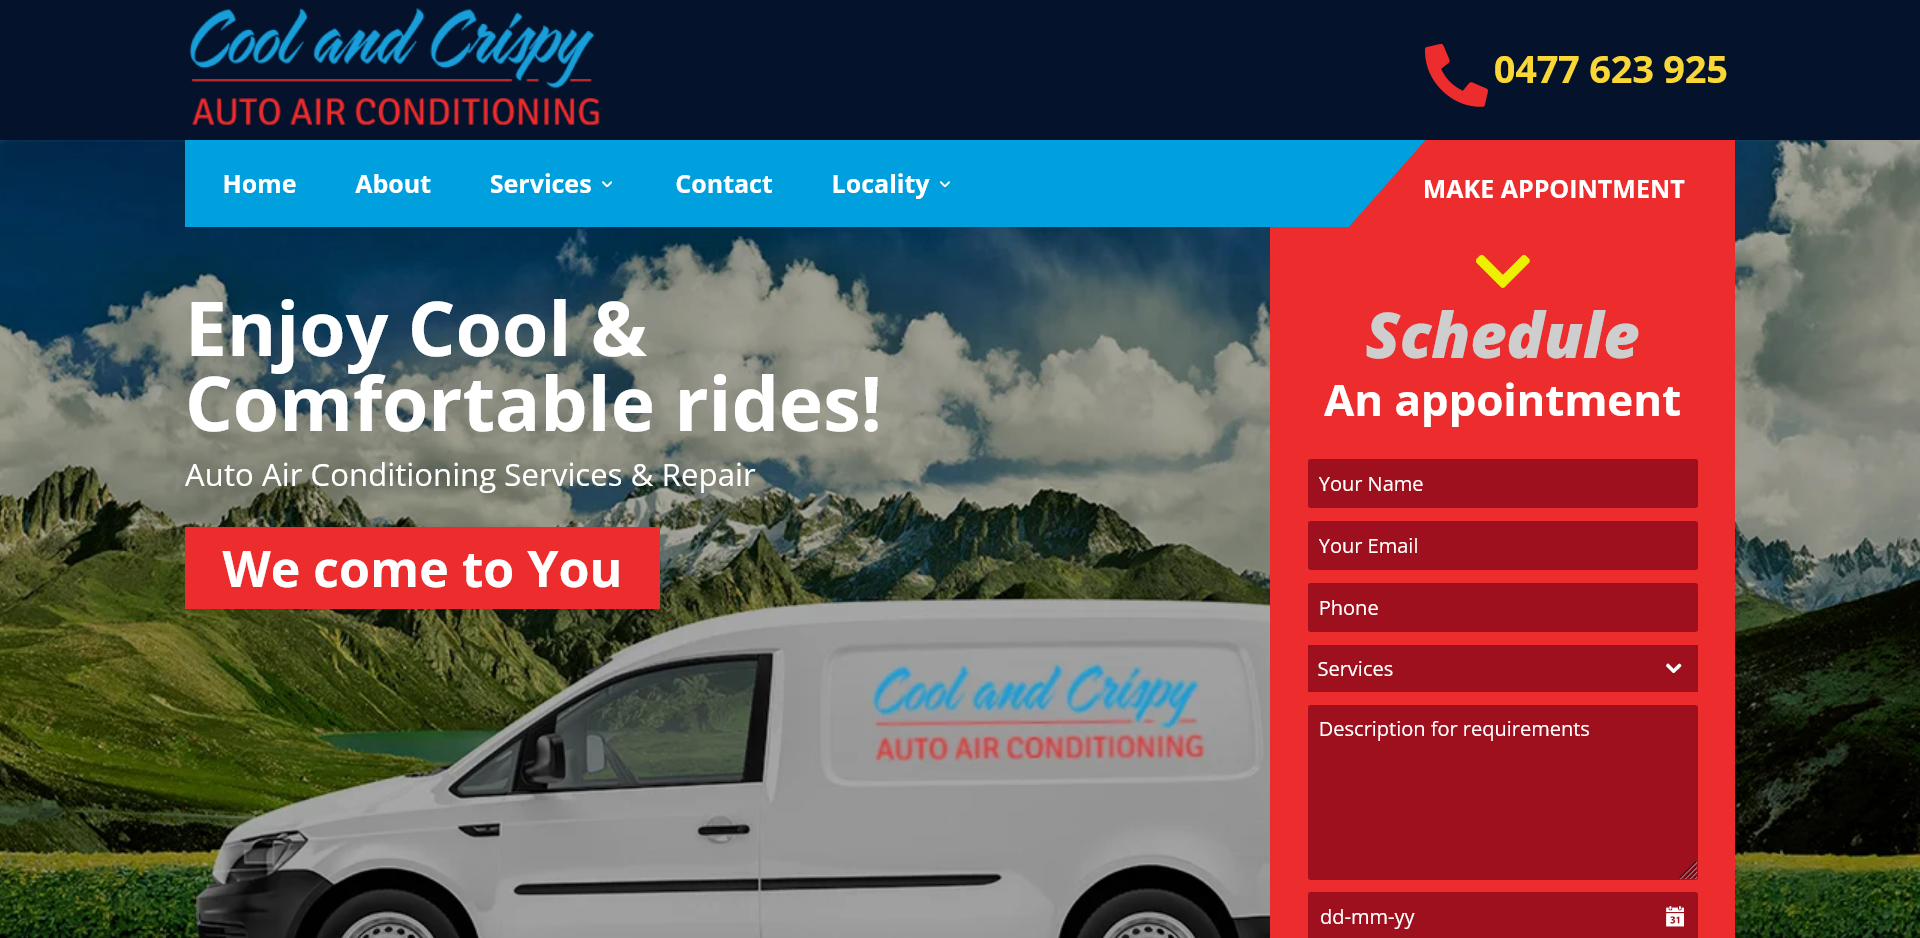 Cool and Crispy
AUTO AIR CONDITIONING
0477 623 925
Home About Services Contact Locality
MAKE APPOINTMENT
Enjoy Cool &
Comfortable rides!
Auto Air Conditioning Services & Repair
We come to You
Cool and Crispy
AUTO AIR CONDITIONING
Schedule
An appointment
Your Name
Your Email
Phone
Services
Description for requirements
dd-mm-yy
31